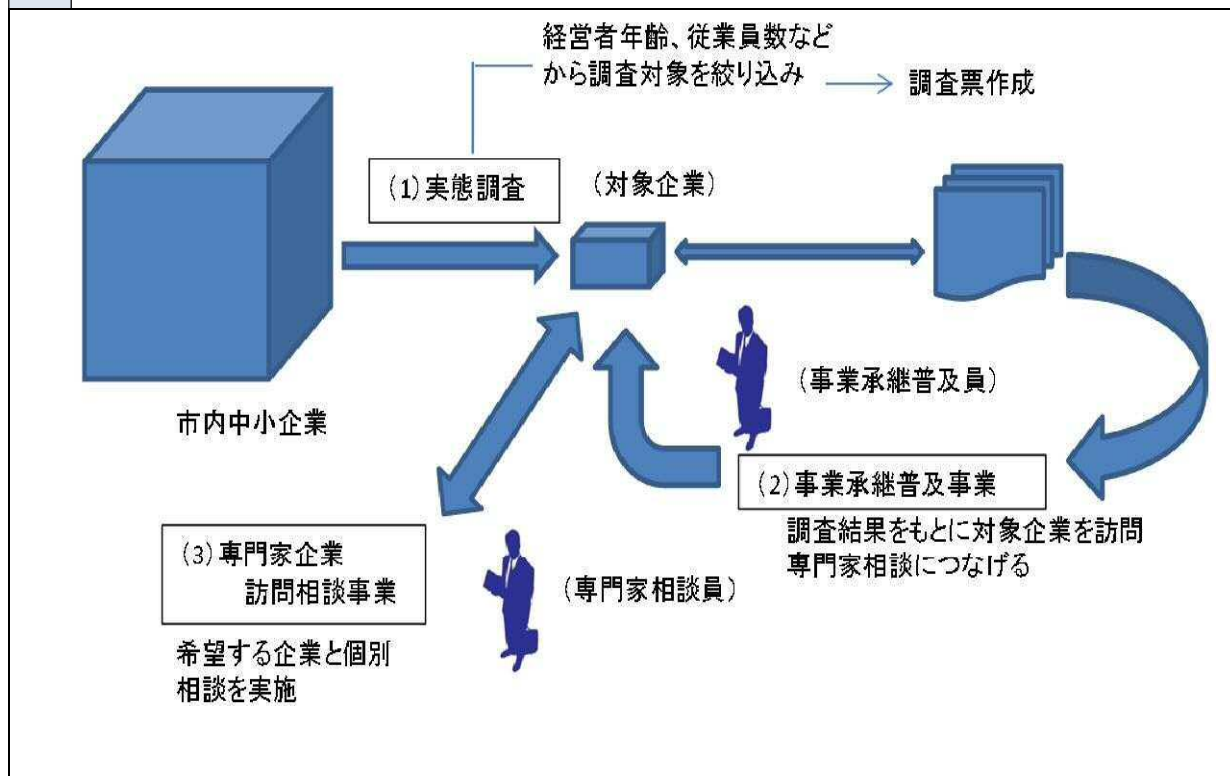 経営者年齢、従業員数など
から調査対象を絞り込み
調査票作成
(1)実態調査
(対象企業)
市内中小企業
(事業承継普及員)
(2)事業承継普及事業
調査結果をもとに対象企業を訪問
専門家相談につなげる
(3)専門家企業
訪問相談事業
(専門家相談員)
希望する企業と個別
相談を実施